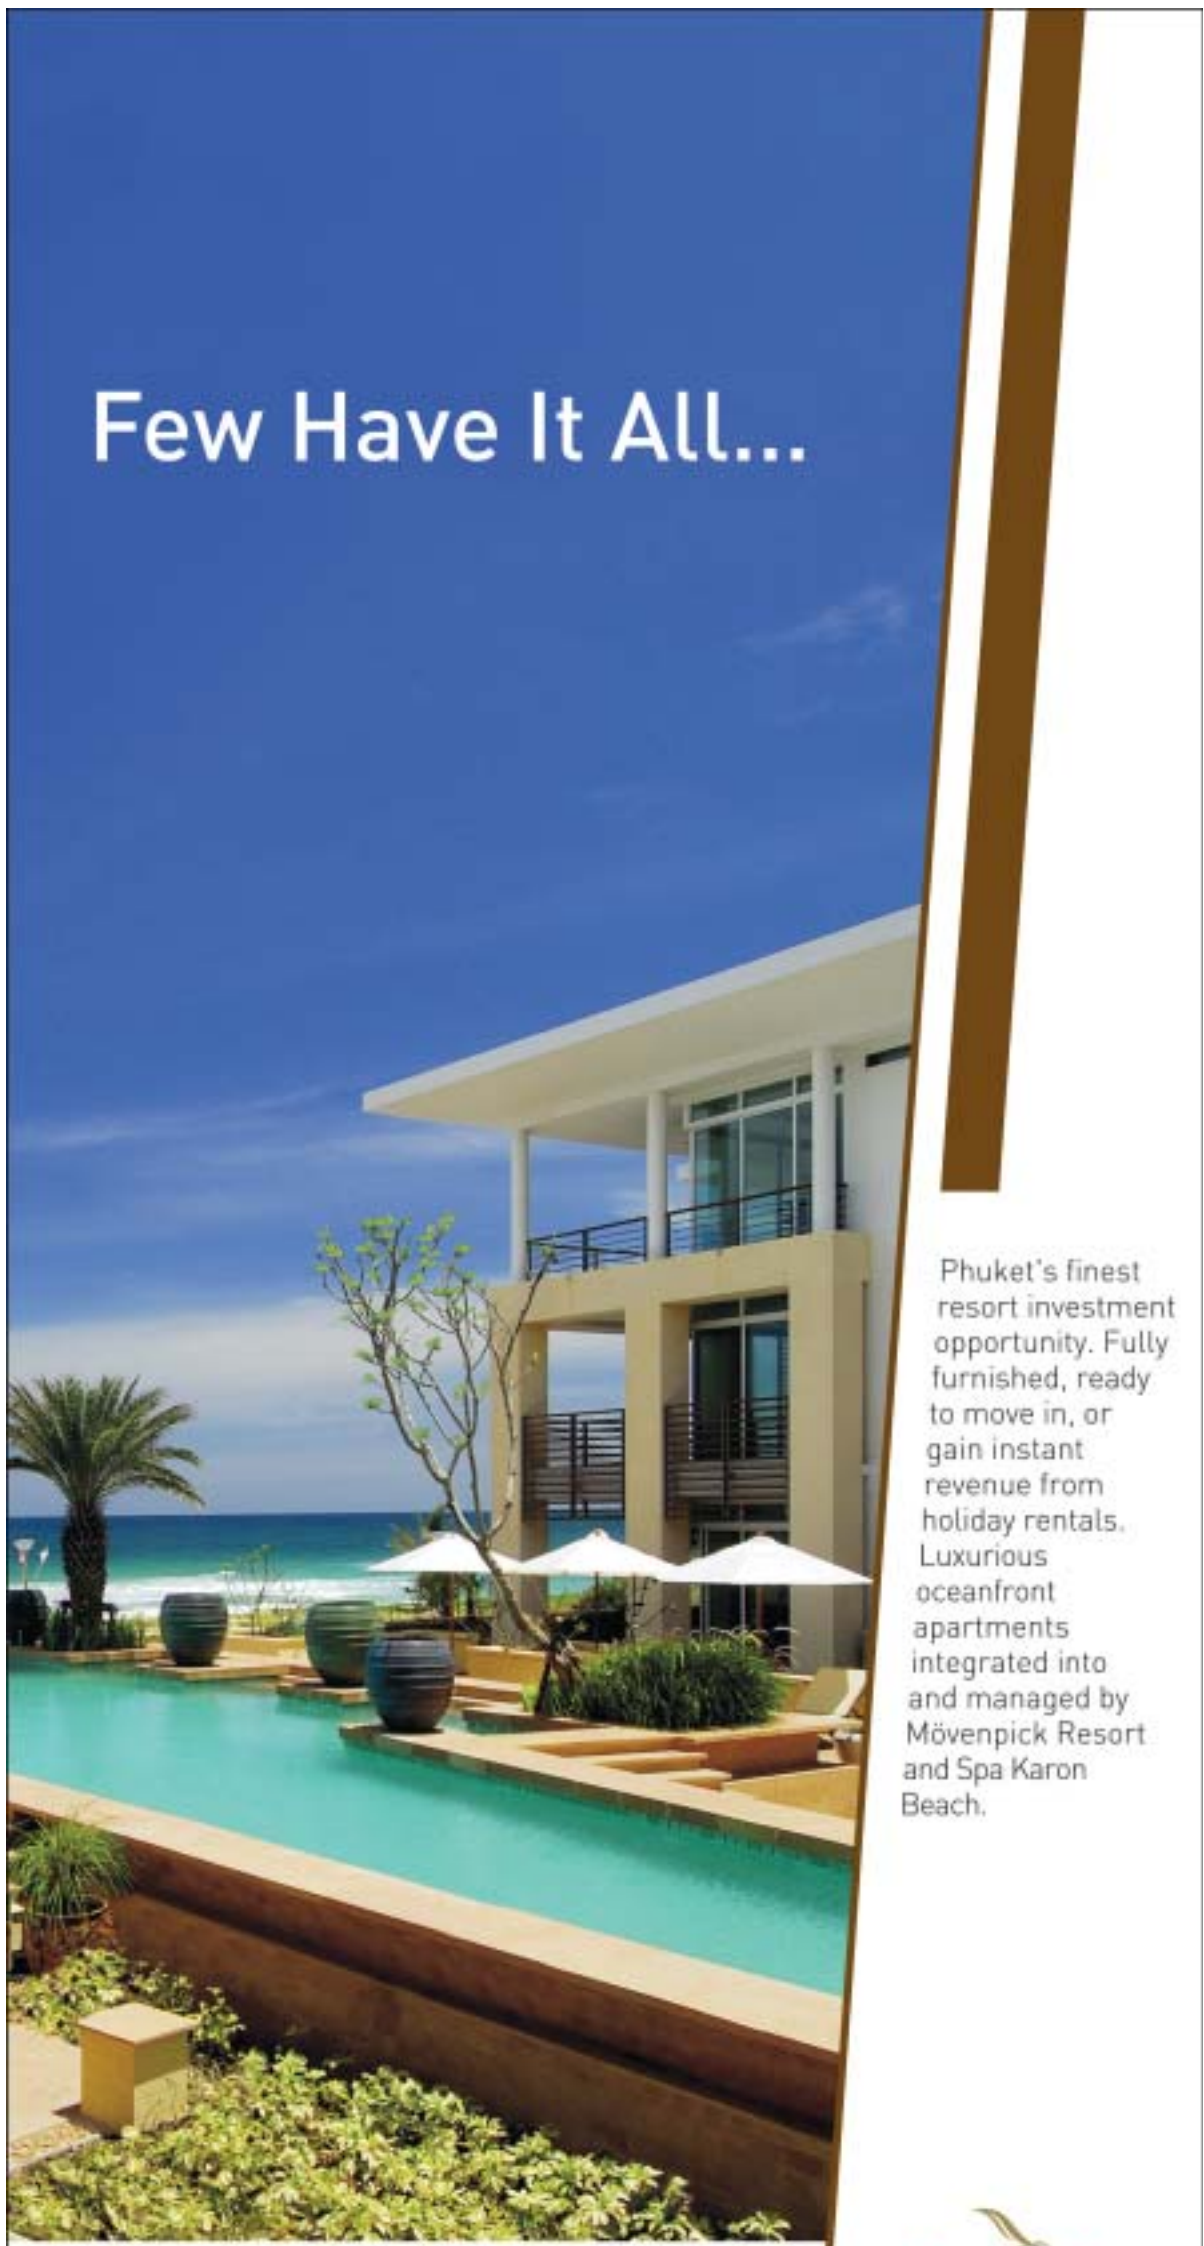 Few Have It All...
Phuket's finest
resort investment
opportunity. Fully
furnished, ready
to move in, or
gain instant
revenue from
holiday rentals.
Luxurious
oceanfront
apartments
integrated into
and managed by
Mövenpick Resort
and Spa Karon
Beach.